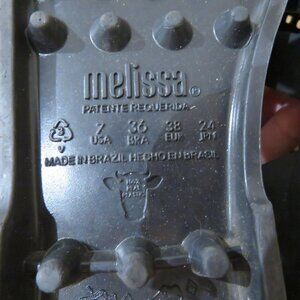 melissa®
PATENTE REQUERIDA
7 36 38 24
USA BRA EUR JPN
MADE IN BRAZIL HECHO EN BRASIL